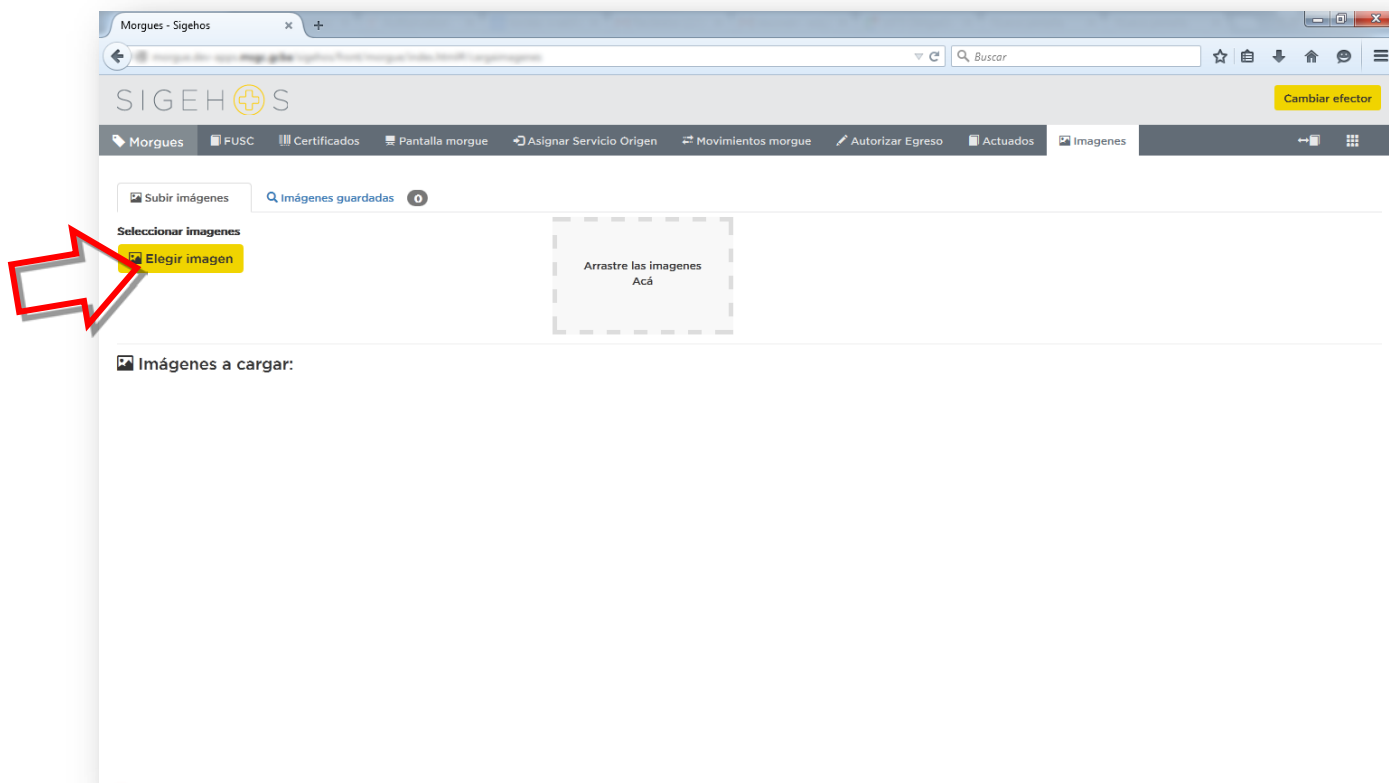 Morgues - Sigehos
Buscar
SIGEHOS
Cambiar efector
Morgues FUSC Certificados Pantalla morgue Asignar Servicio Origen Movimientos morgue Autorizar Egreso Actuados Imagenes
Subir imágenes Imágenes guardadas 0
Seleccionar imagenes
Elegir imagen
Arrastre las imagenes
Acá
Imágenes a cargar: